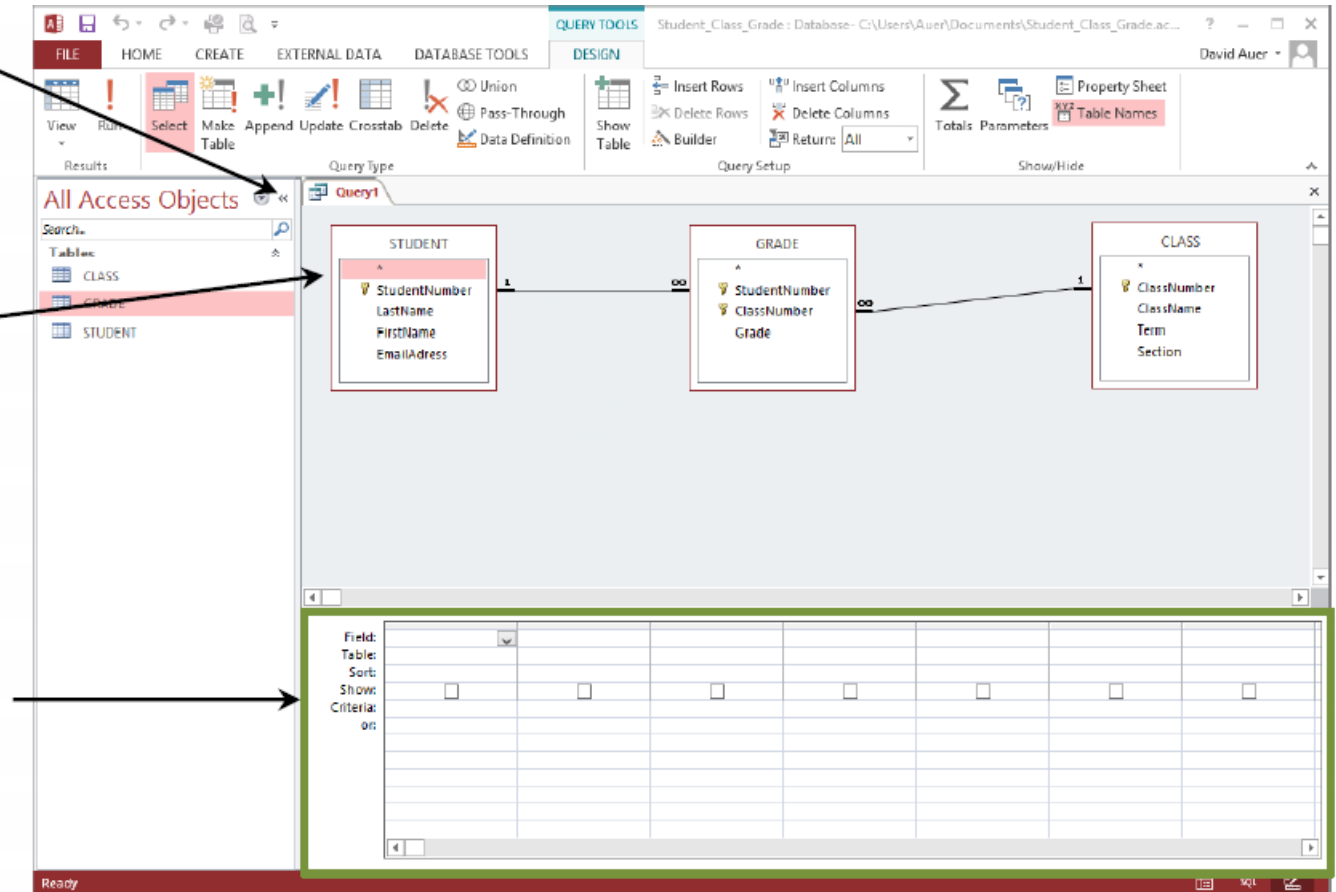 QUERY TOOLS Student_Class_Grade : Database- C:\Users\Auer\Documents\Student_Class_Grade.ac... ? 
FILE HOME CREATE EXTERNAL DATA DATABASE TOOLS DESIGN David Auer
View Run Select Make Table Append Update Crosstab Delete
Union
Pass-Through
Data Definition
Show Table
Insert Rows
Delete Rows
Builder
Insert Columns
Delete Columns
Return: All
Totals Parameters
Property Sheet
XYZ Table Names
Results Query Type Query Setup Show/Hide
All Access Objects «
Search..
Tables
CLASS
GRADE
STUDENT
Query1
STUDENT
*
StudentNumber
LastName
FirstName
EmailAdress
1 ∞
GRADE
*
StudentNumber
ClassNumber
Grade
∞ 1
CLASS
*
ClassNumber
ClassName
Term
Section
Field:
Table:
Sort:
Show:
Criteria:
or:
Ready SQL